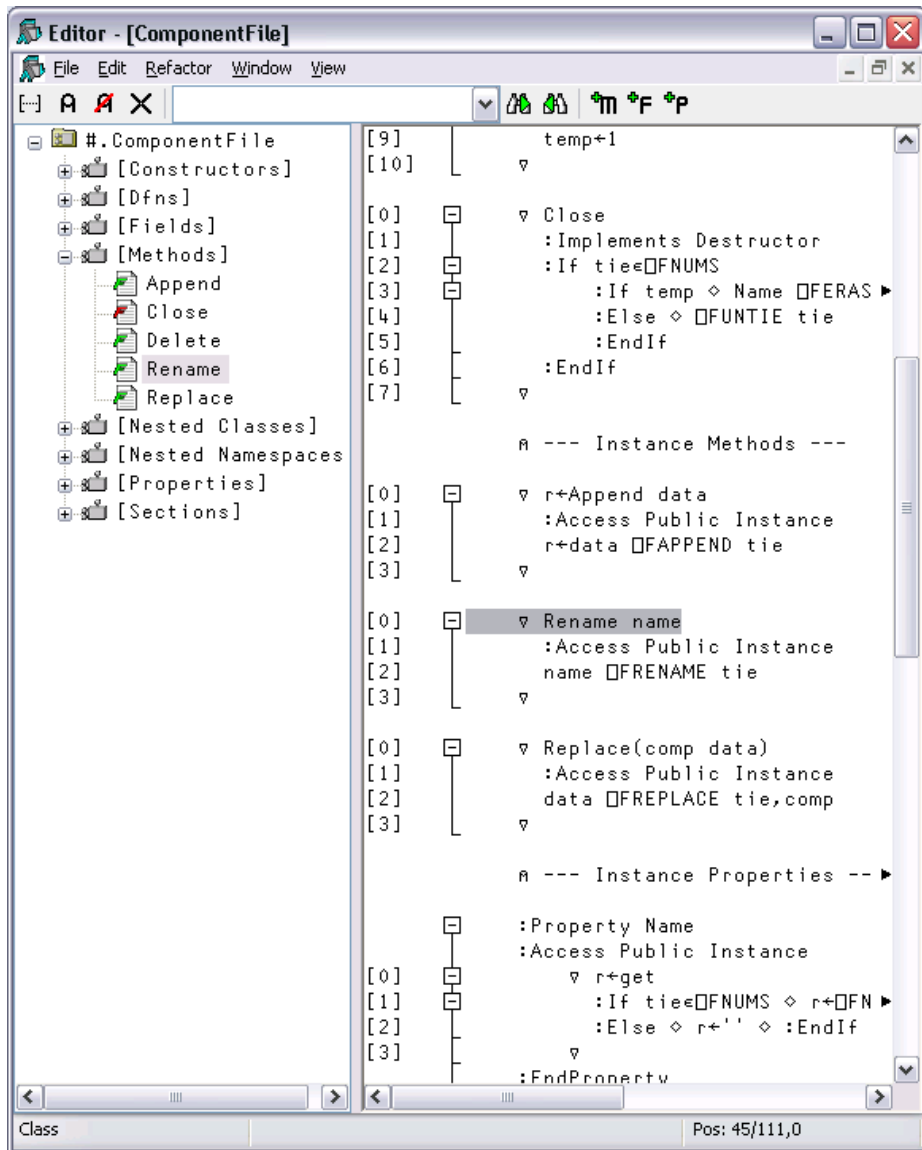 Editor - [ComponentFile]
File Edit Refactor Window View
[···] A A X
m F P
#.ComponentFile
[Constructors]
[Dfns]
[Fields]
[Methods]
Append
Close
Delete
Rename
Replace
[Nested Classes]
[Nested Namespaces
[Properties]
[Sections]
[9] temp←1
[10] ∇
[0] ∇ Close
[1] :Implements Destructor
[2] :If tie∊⎕FNUMS
[3] :If temp ⋄ Name ⎕FERAS
[4] :Else ⋄ ⎕FUNTIE tie
[5] :EndIf
[6] :EndIf
[7] ∇
⍝ --- Instance Methods ---
[0] ∇ r←Append data
[1] :Access Public Instance
[2] r←data ⎕FAPPEND tie
[3] ∇
[0] ∇ Rename name
[1] :Access Public Instance
[2] name ⎕FRENAME tie
[3] ∇
[0] ∇ Replace(comp data)
[1] :Access Public Instance
[2] data ⎕FREPLACE tie,comp
[3] ∇
⍝ --- Instance Properties --
:Property Name
:Access Public Instance
[0] ∇ r←get
[1] :If tie∊⎕FNUMS ⋄ r←⎕FN
[2] :Else ⋄ r←'' ⋄ :EndIf
[3] ∇
:EndProperty
Class Pos: 45/111,0